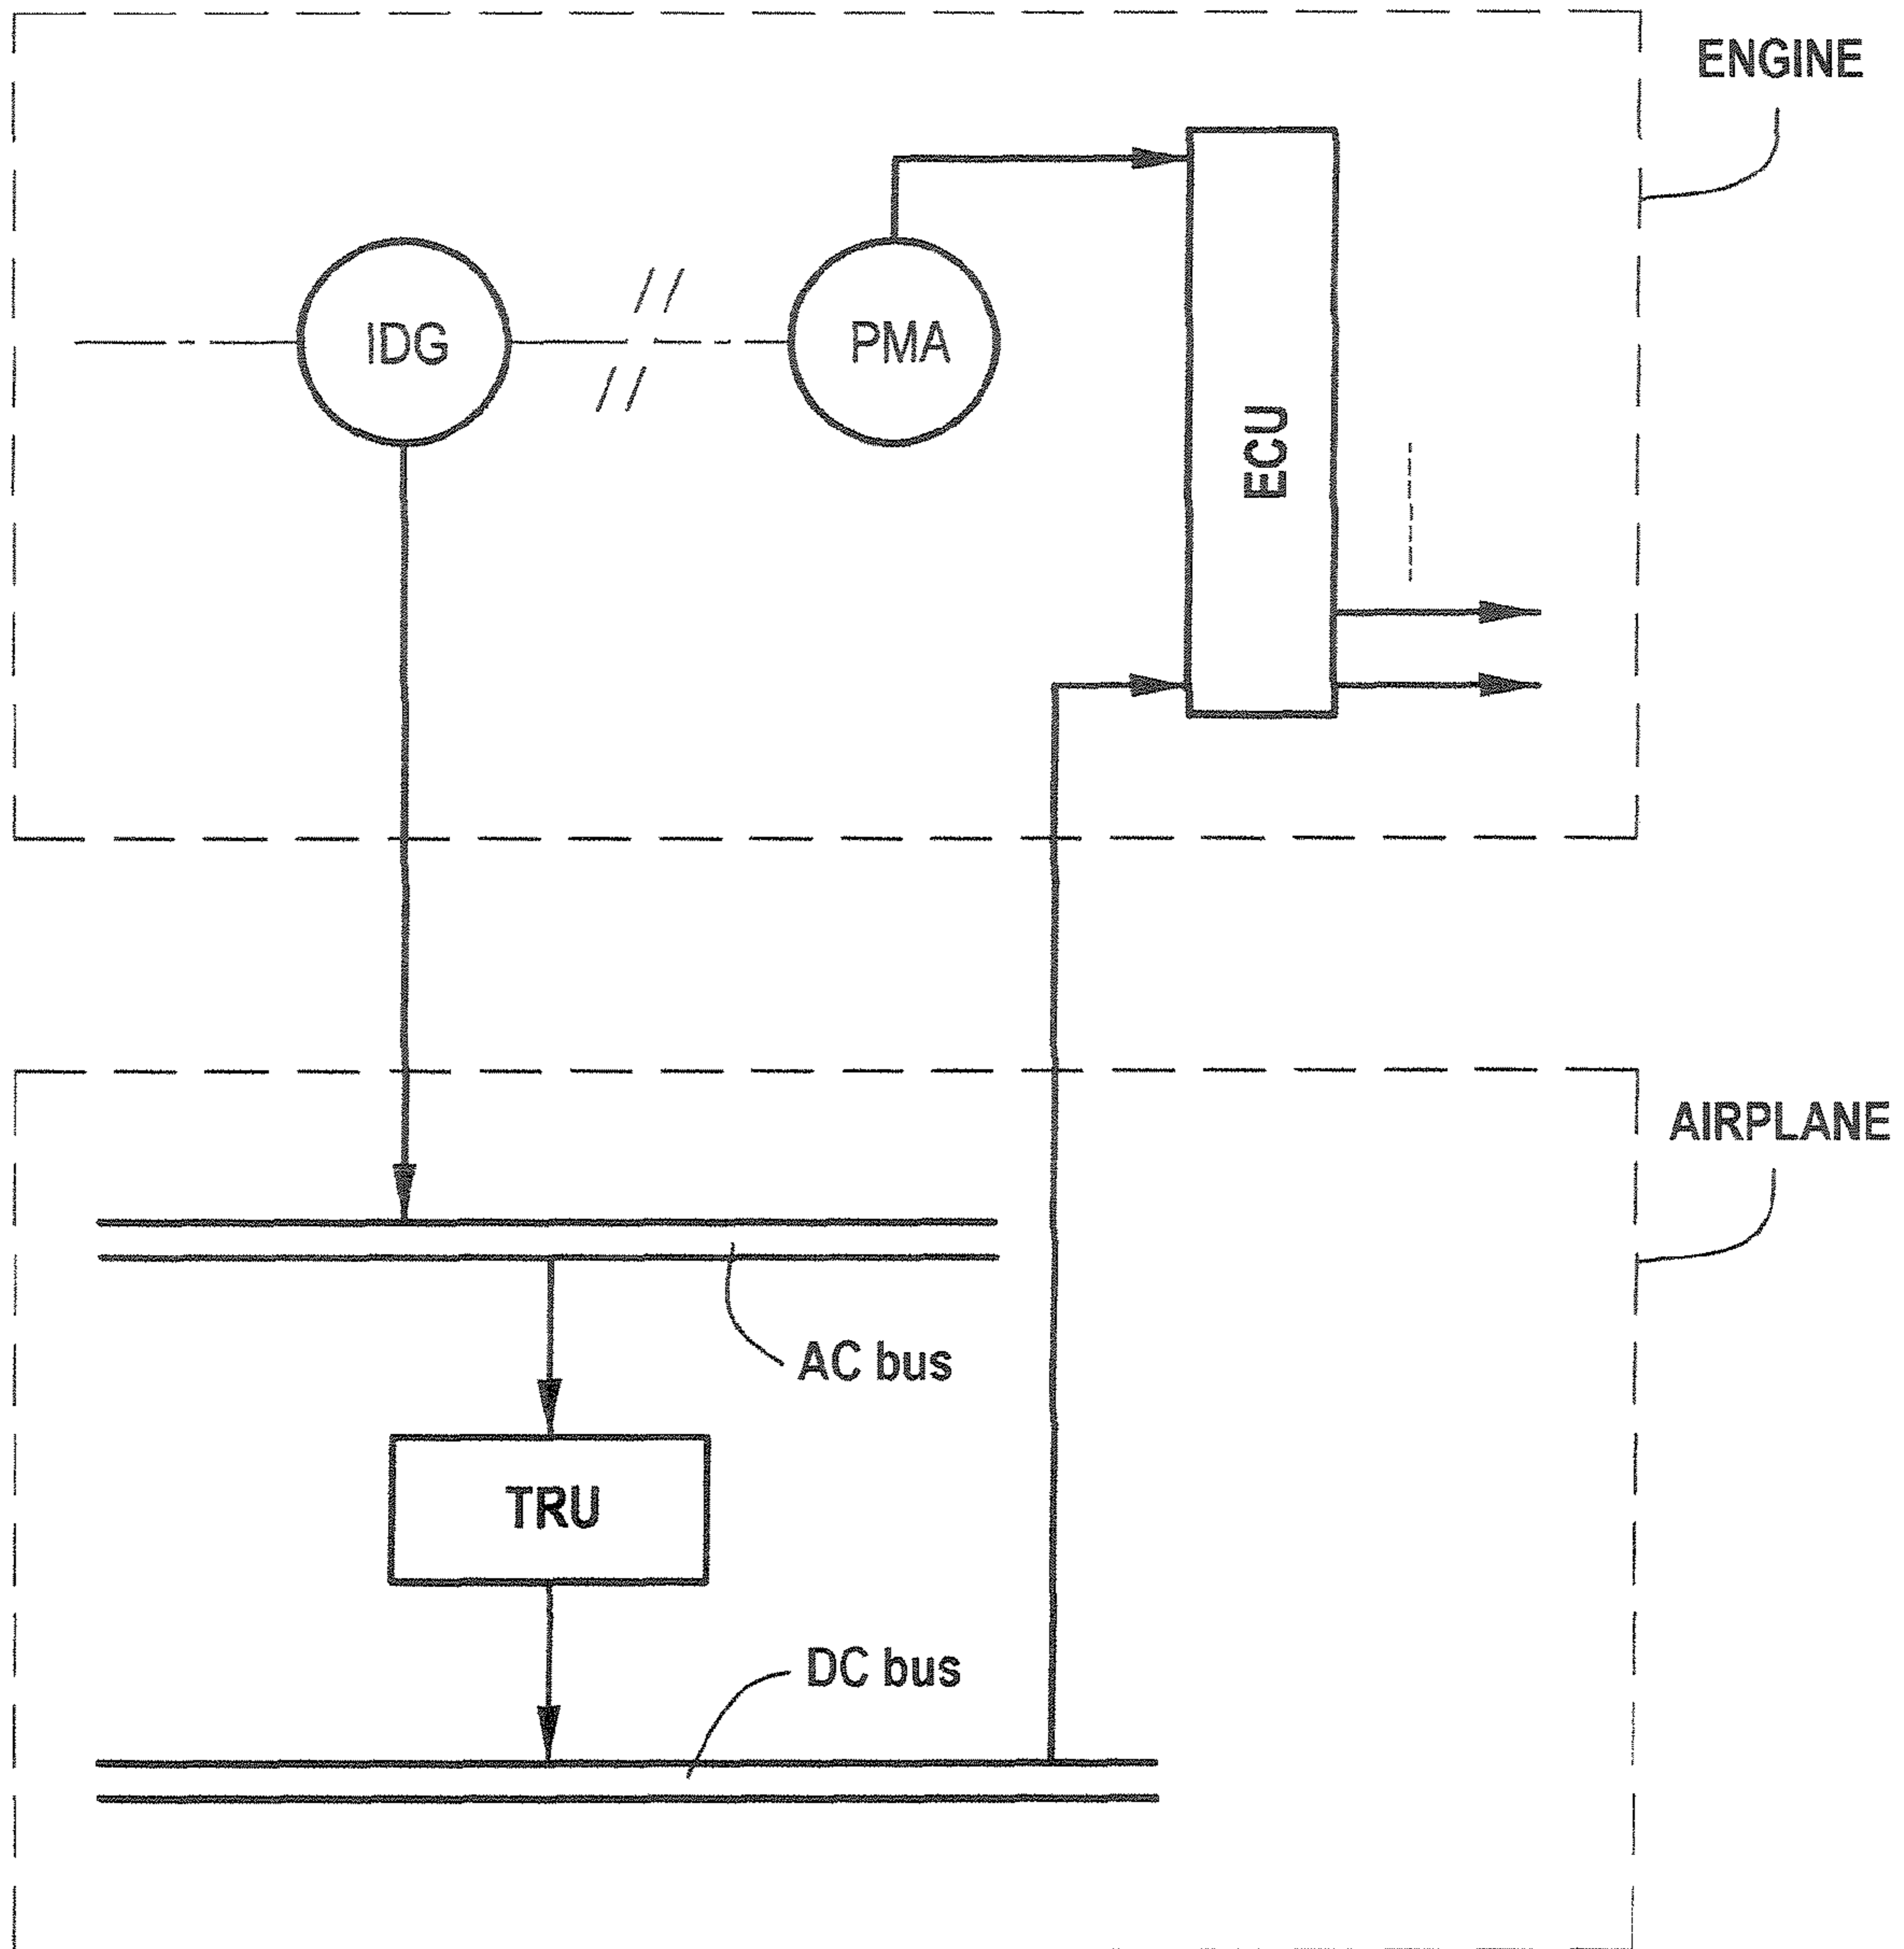 ENGINE
IDG
PMA
ECU
AIRPLANE
AC bus
TRU
DC bus